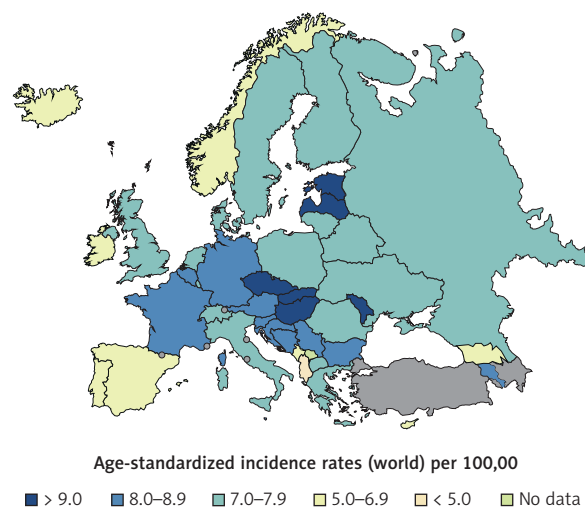 Age-standardized incidence rates (world) per 100,00
> 9.0 8.0–8.9 7.0–7.9 5.0–6.9 < 5.0 No data